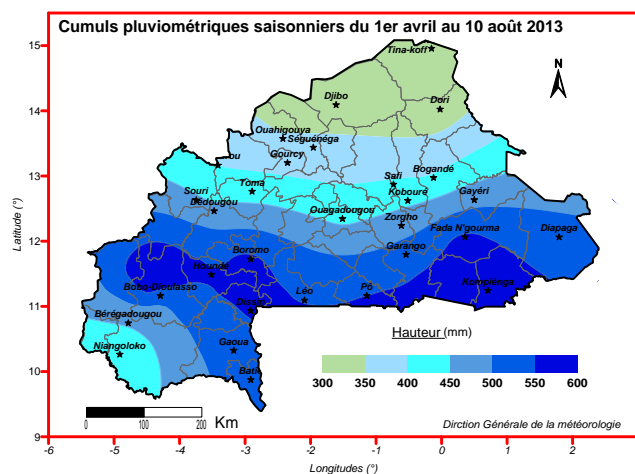 Cumuls pluviométriques saisonniers du 1er avril au 10 août 2013
15
14
13
12
11
10
9
Latitude (°)
N
Tina-koff
Djibo
Dori
Ouahigouya
Séguénéga
Gourcy
ou
Safi
Bogandé
Toma
Koboure
Gayéri
Souri
Dédougou
Ouagadougou
Zorgho
Fada N'gourma
Diapaga
Boromo
Garango
Houndé
Bobo-Dioulasso
Léo
Pô
Kompienga
Dissin
Bérégadougou
Niangoloko
Gaoua
Batié
Hauteur (mm)
300 350 400 450 500 550 600
0 100 200
Km
Dirction Générale de la météorologie
-6 -5 -4 -3 -2 -1 0 1 2
Longitudes (°)